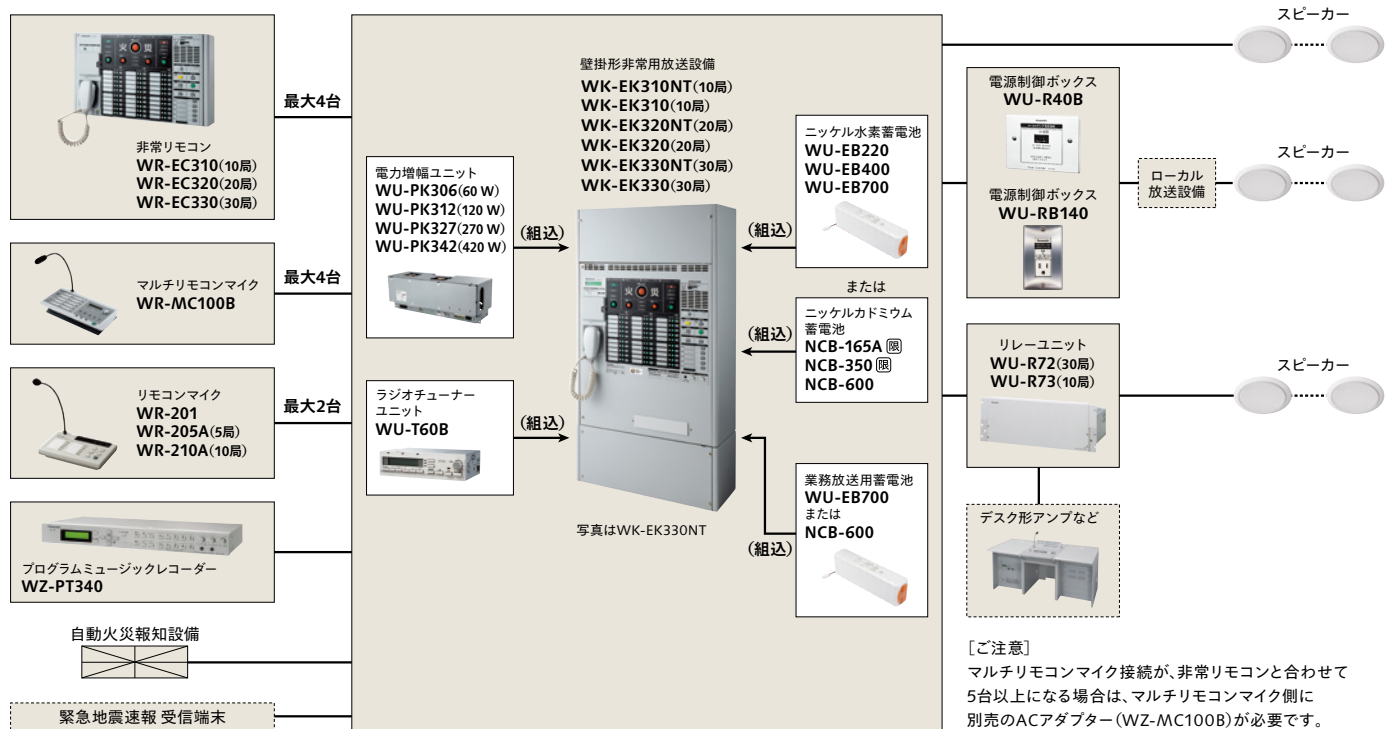 非常リモコン
WR-EC310(10局)
WR-EC320(20局)
WR-EC330(30局)
最大4台
マルチリモコンマイク
WR-MC100B
最大4台
リモコンマイク
WR-201
WR-205A(5局)
WR-210A(10局)
最大2台
プログラムミュージックレコーダー
WZ-PT340
自動火災報知設備
緊急地震速報 受信端末
壁掛形非常用放送設備
WK-EK310NT(10局)
WK-EK310(10局)
WK-EK320NT(20局)
WK-EK320(20局)
WK-EK330NT(30局)
WK-EK330(30局)
火 災
写真はWK-EK330NT
電力増幅ユニット
WU-PK306(60 W)
WU-PK312(120 W)
WU-PK327(270 W)
WU-PK342(420 W)
(組込)
ラジオチューナー
ユニット
WU-T60B
(組込)
ニッケル水素蓄電池
WU-EB220
WU-EB400
WU-EB700
(組込)
または
ニッケルカドミウム
蓄電池
NCB-165A 限
NCB-350 限
NCB-600
(組込)
業務放送用蓄電池
WU-EB700
または
NCB-600
(組込)
スピーカー
電源制御ボックス
WU-R40B
電源制御ボックス
WU-RB140
ローカル
放送設備
スピーカー
リレーユニット
WU-R72(30局)
WU-R73(10局)
スピーカー
デスク形アンプなど
[ご注意]
マルチリモコンマイク接続が、非常リモコンと合わせて
5台以上になる場合は、マルチリモコンマイク側に
別売のACアダプター(WZ-MC100B)が必要です。